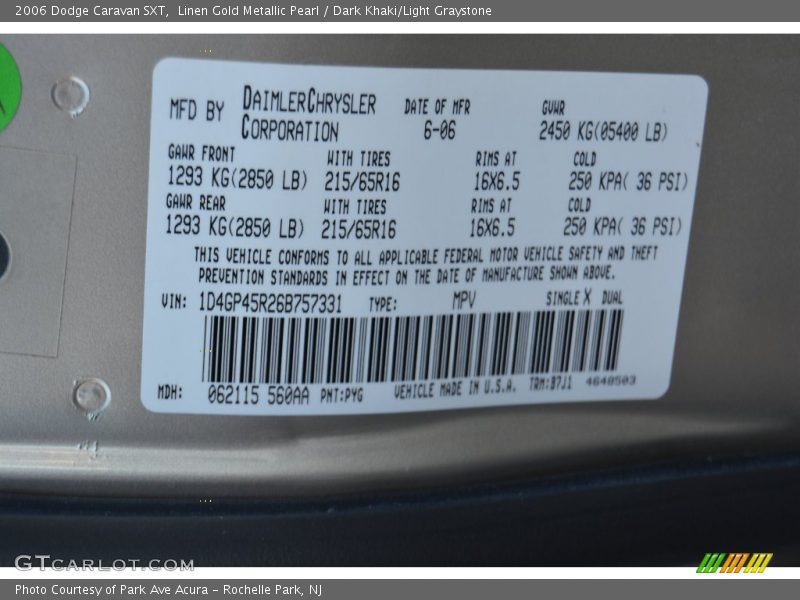 2006 Dodge Caravan SXT,  Linen Gold Metallic Pearl / Dark Khaki/Light Graystone
MFD BY DAIMLERCHRYSLER CORPORATION
DATE OF MFR
6-06
GVWR
2450 KG(05400 LB)
GAWR FRONT WITH TIRES RIMS AT COLD
1293 KG(2850 LB) 215/65R16 16X6.5 250 KPA( 36 PSI)
GAWR REAR WITH TIRES RIMS AT COLD
1293 KG(2850 LB) 215/65R16 16X6.5 250 KPA( 36 PSI)
THIS VEHICLE CONFORMS TO ALL APPLICABLE FEDERAL MOTOR VEHICLE SAFETY AND THEFT
PREVENTION STANDARDS IN EFFECT ON THE DATE OF MANUFACTURE SHOWN ABOVE.
VIN: 1D4GP45R26B757331 TYPE: MPV SINGLE X DUAL
MDH: 062115 560AA PNT:PYG VEHICLE MADE IN U.S.A. TRM:B7J1 4648503
GTCARLOT.COM
Photo Courtesy of Park Ave Acura – Rochelle Park, NJ